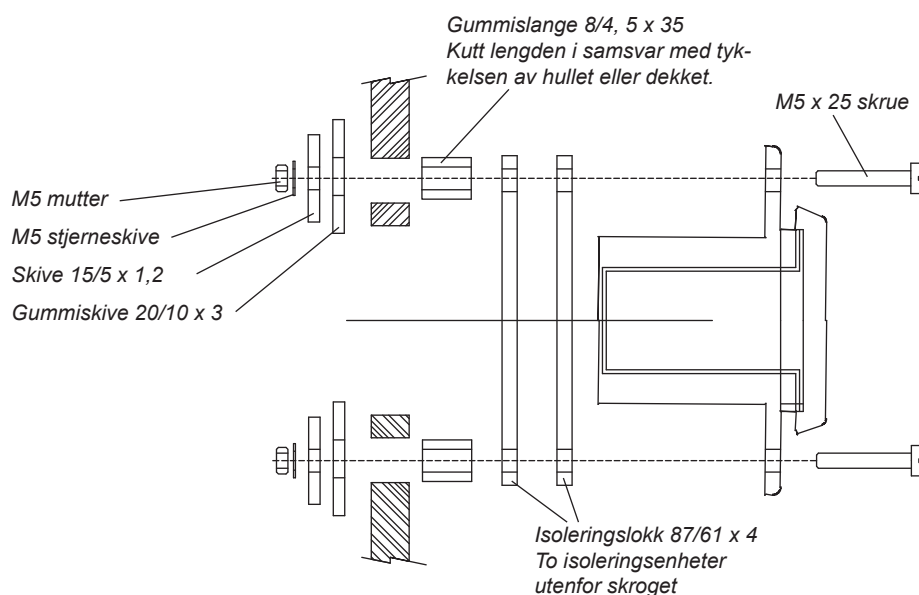 Gummislange 8/4, 5 x 35
Kutt lengden i samsvar med tyk-
kelsen av hullet eller dekket.
M5 x 25 skrue
M5 mutter
M5 stjerneskive
Skive 15/5 x 1,2
Gummiskive 20/10 x 3
Isoleringslokk 87/61 x 4
To isoleringsenheter
utenfor skroget